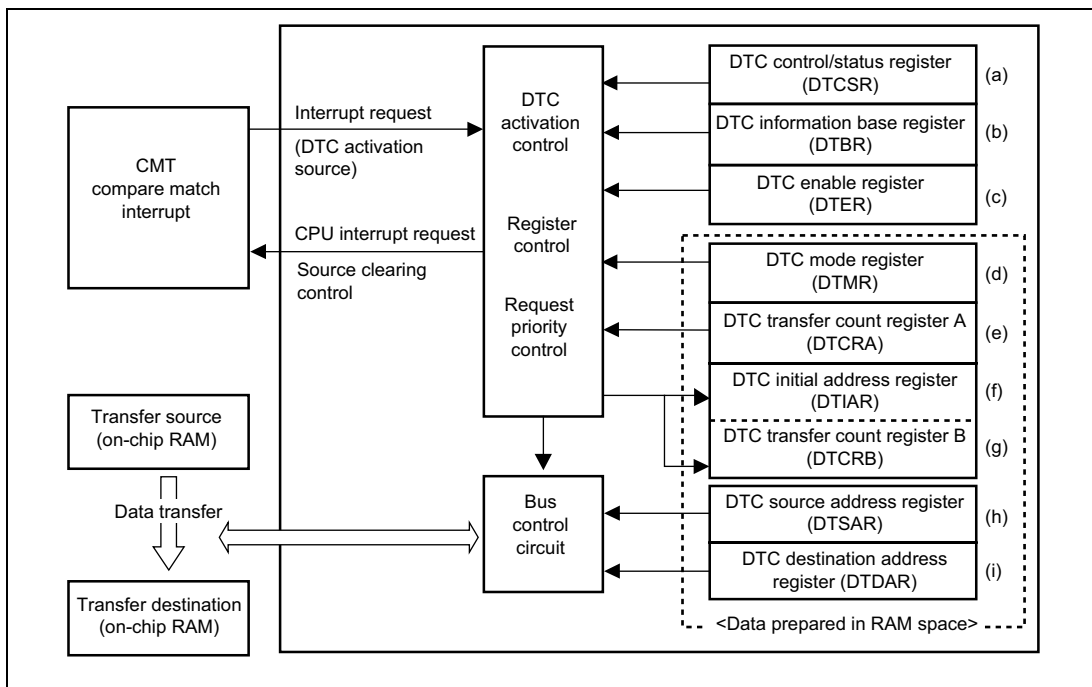 CMT
compare match
interrupt
Interrupt request
(DTC activation
source)
CPU interrupt request
Source clearing
control
DTC
activation
control
Register
control
Request
priority
control
DTC control/status register
(DTCSR)
(a)
DTC information base register
(DTBR)
(b)
DTC enable register
(DTER)
(c)
DTC mode register
(DTMR)
(d)
DTC transfer count register A
(DTCRA)
(e)
DTC initial address register
(DTIAR)
(f)
DTC transfer count register B
(DTCRB)
(g)
Transfer source
(on-chip RAM)
Data transfer
Transfer destination
(on-chip RAM)
Bus
control
circuit
DTC source address register
(DTSAR)
(h)
DTC destination address
register (DTDAR)
(i)
<Data prepared in RAM space>